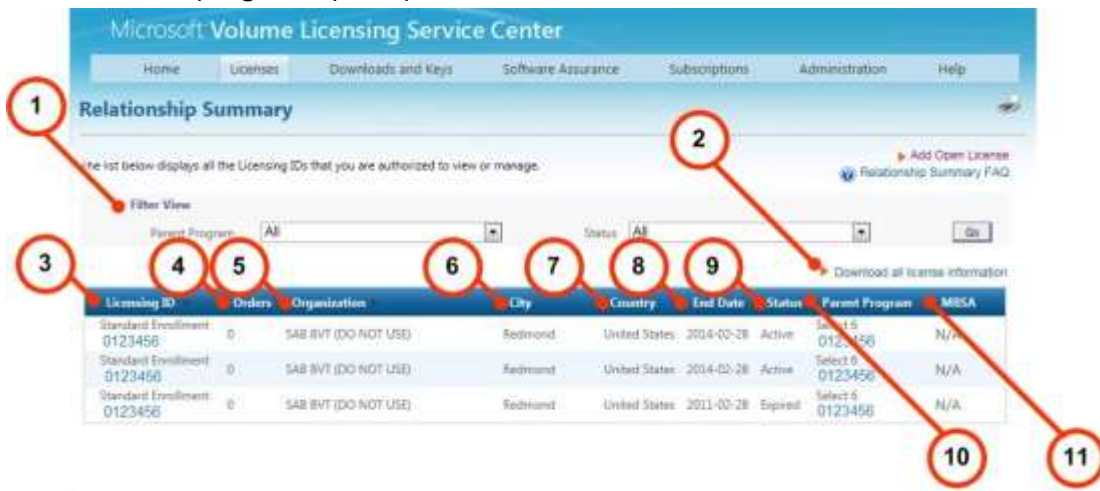 Microsoft Volume Licensing Service Center
Home Licenses Downloads and Keys Software Assurance Subscriptions Administration Help
1
Relationship Summary
2
The list below displays all the Licensing IDs that you are authorized to view or manage.
Add Open License
Relationship Summary FAQ
Filter View
Parent Program All Status All Go
3 4 5 6 7 8 9
Download all license information
Licensing ID Orders Organization City Country End Date Status Parent Program MBSA
Standard Enrollment
0123456 0 SAB BVT (DO NOT USE) Redmond United States 2014-02-28 Active Select 6
0123456 N/A
Standard Enrollment
0123456 0 SAB BVT (DO NOT USE) Redmond United States 2014-02-28 Active Select 6
0123456 N/A
Standard Enrollment
0123456 0 SAB BVT (DO NOT USE) Redmond United States 2011-02-28 Expired Select 6
0123456 N/A
10 11